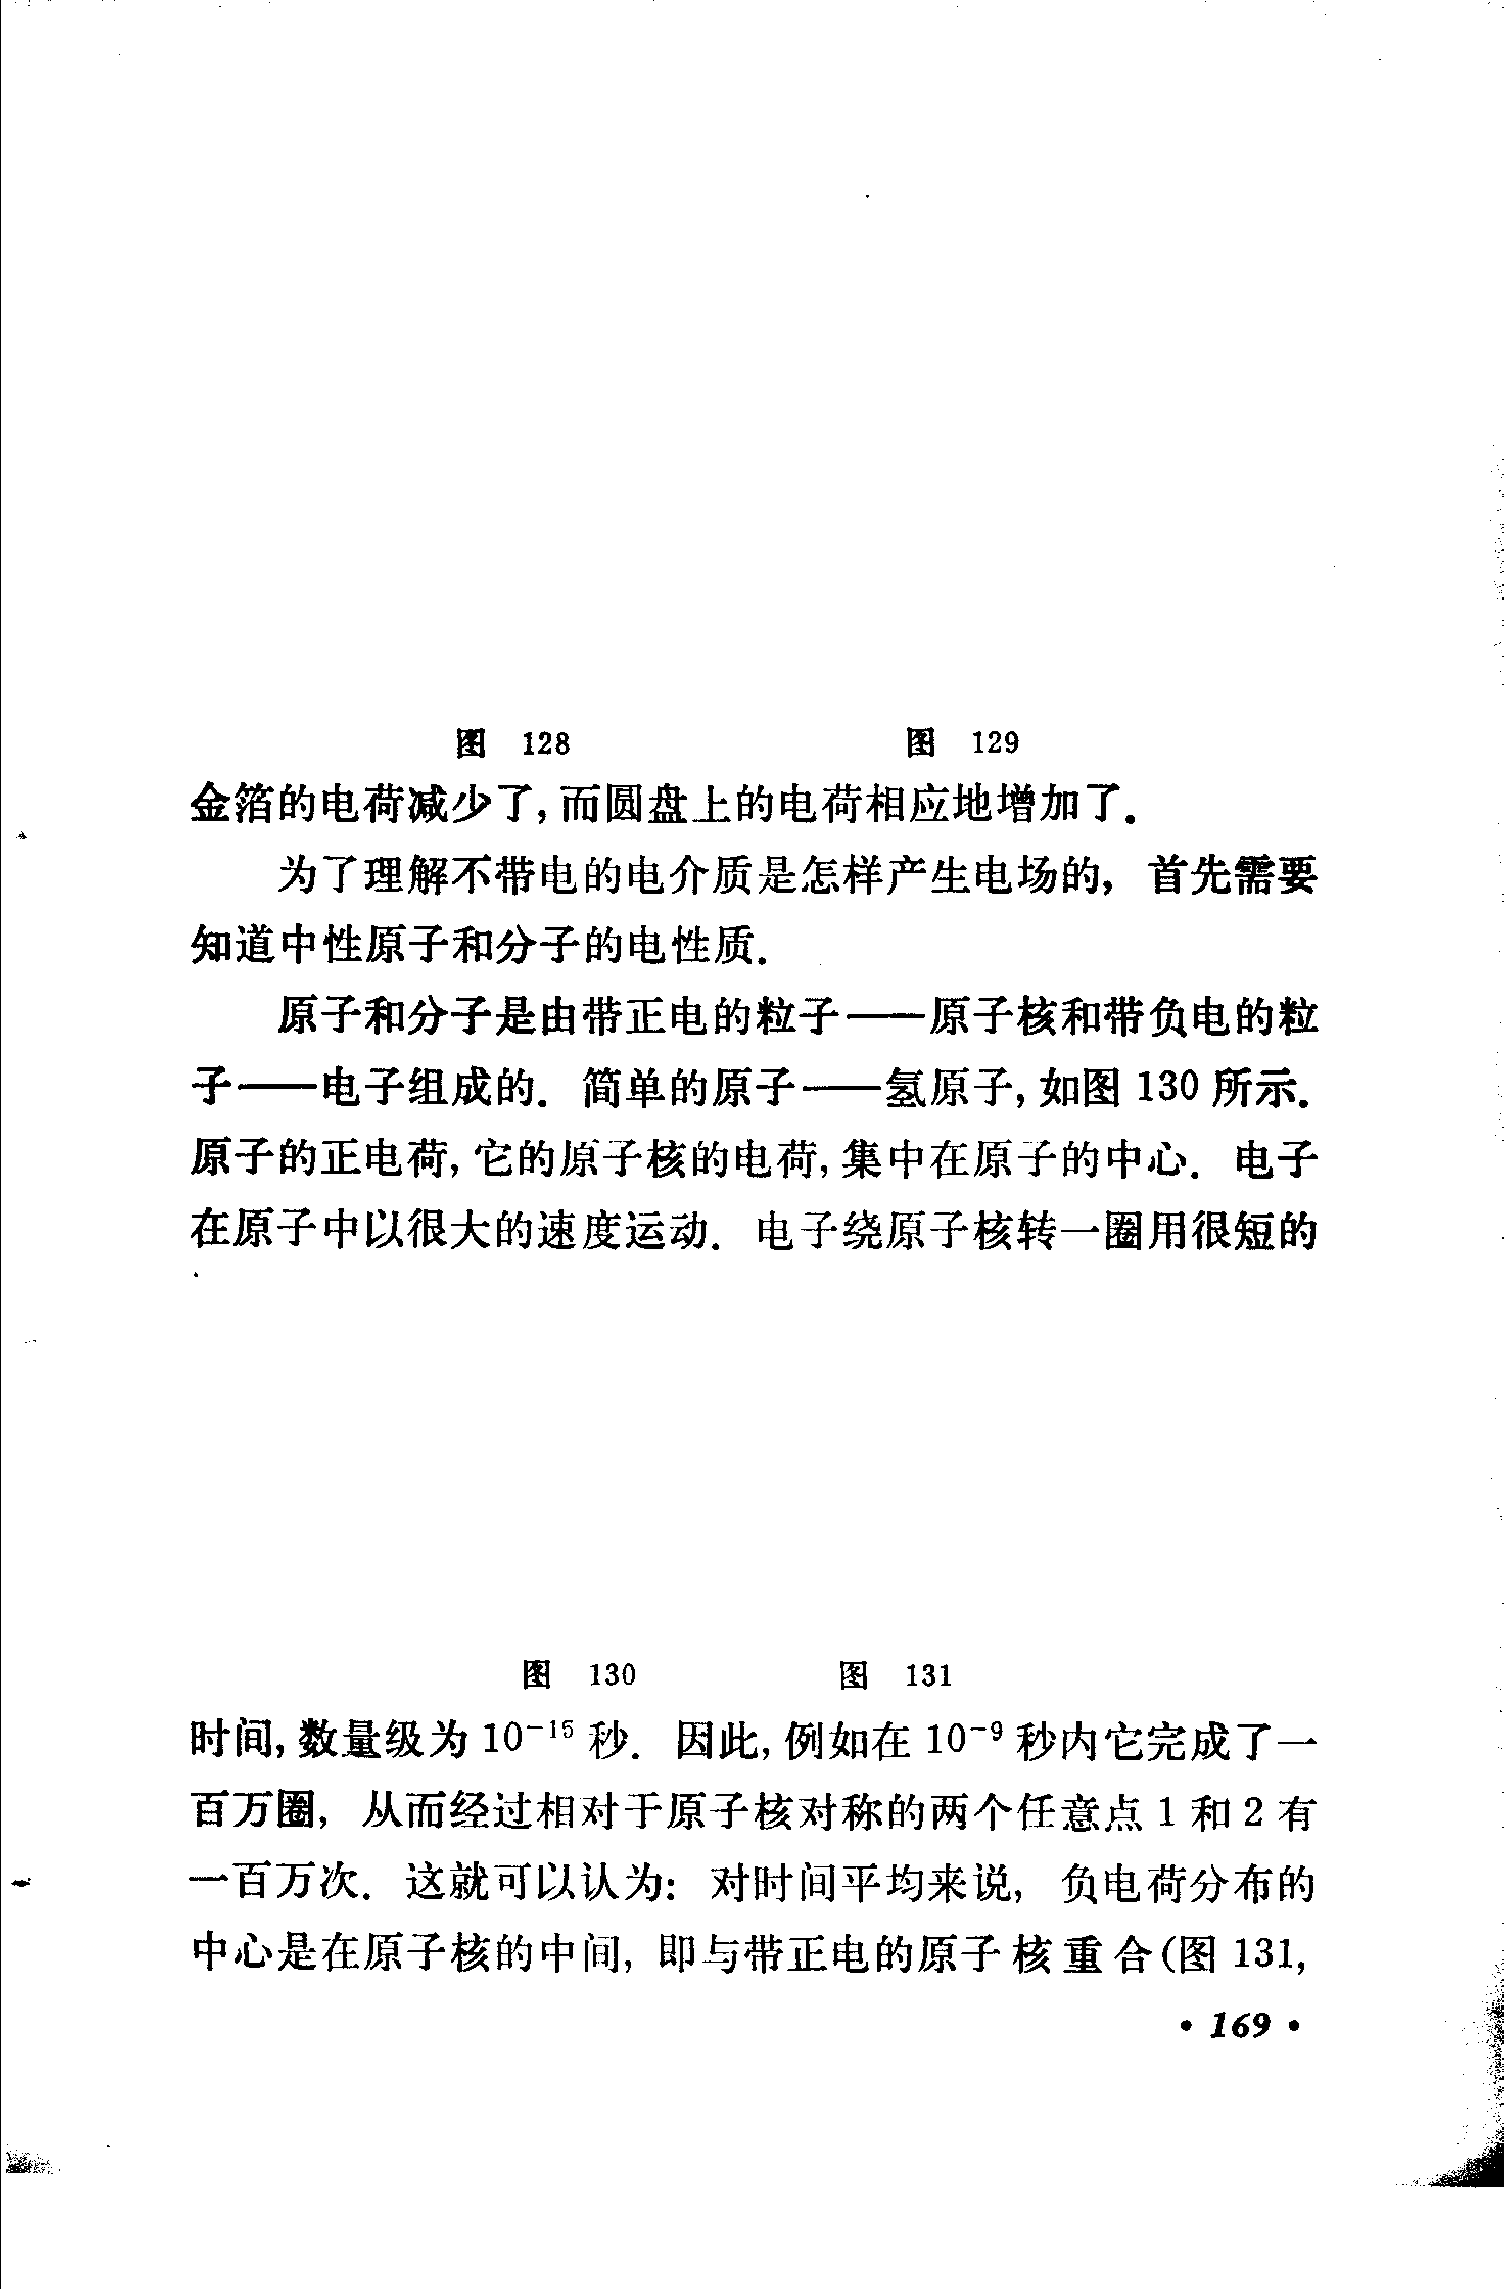 图 128 图 129
金箔的电荷减少了,而圆盘上的电荷相应地增加了.
为了理解不带电的电介质是怎样产生电场的, 首先需要
知道中性原子和分子的电性质.
原子和分子是由带正电的粒子——原子核和带负电的粒
子——电子组成的. 简单的原子——氢原子,如图 130 所示.
原子的正电荷,它的原子核的电荷,集中在原子的中心. 电子
在原子中以很大的速度运动. 电子绕原子核转一圈用很短的
图 130 图 131
时间,数量级为 10⁻¹⁵ 秒. 因此,例如在 10⁻⁹ 秒内它完成了一
百万圈, 从而经过相对于原子核对称的两个任意点 1 和 2 有
一百万次. 这就可以认为: 对时间平均来说, 负电荷分布的
中心是在原子核的中间, 即与带正电的原子核重合(图 131,
• 169 •